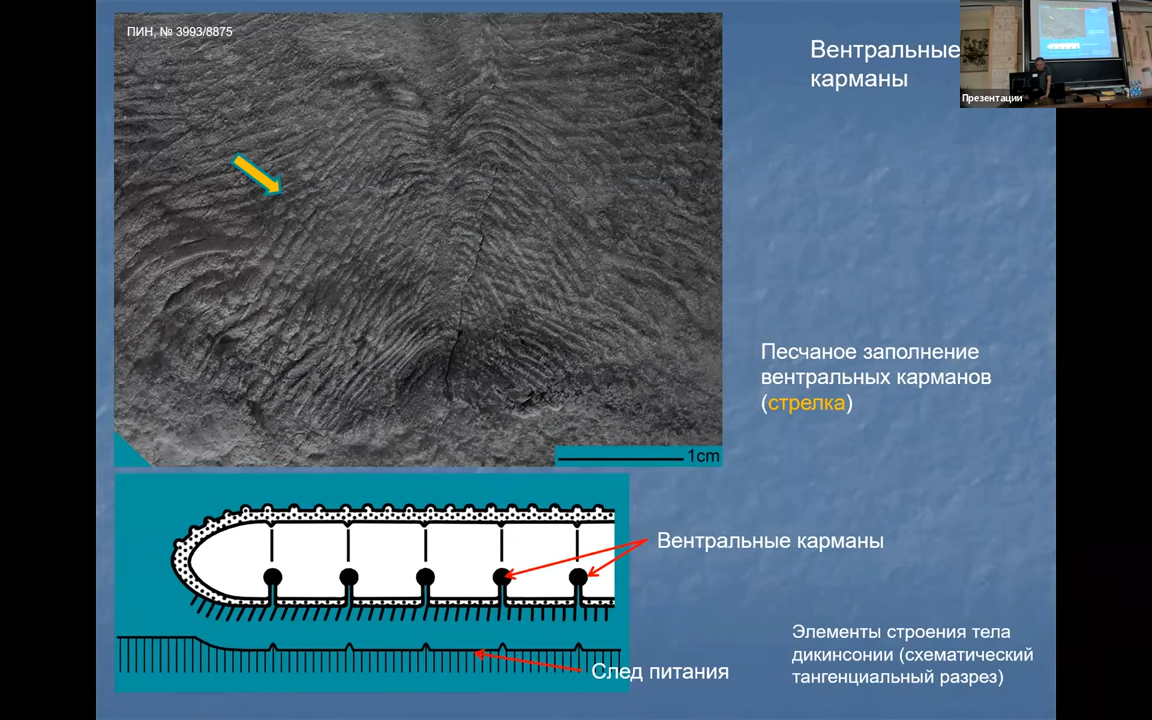 ПИН, № 3993/8875
Вентральные
карманы
Презентации
Песчаное заполнение
вентральных карманов
(стрелка)
1cm
Вентральные карманы
Элементы строения тела
дикинсонии (схематический
тангенциальный разрез)
След питания